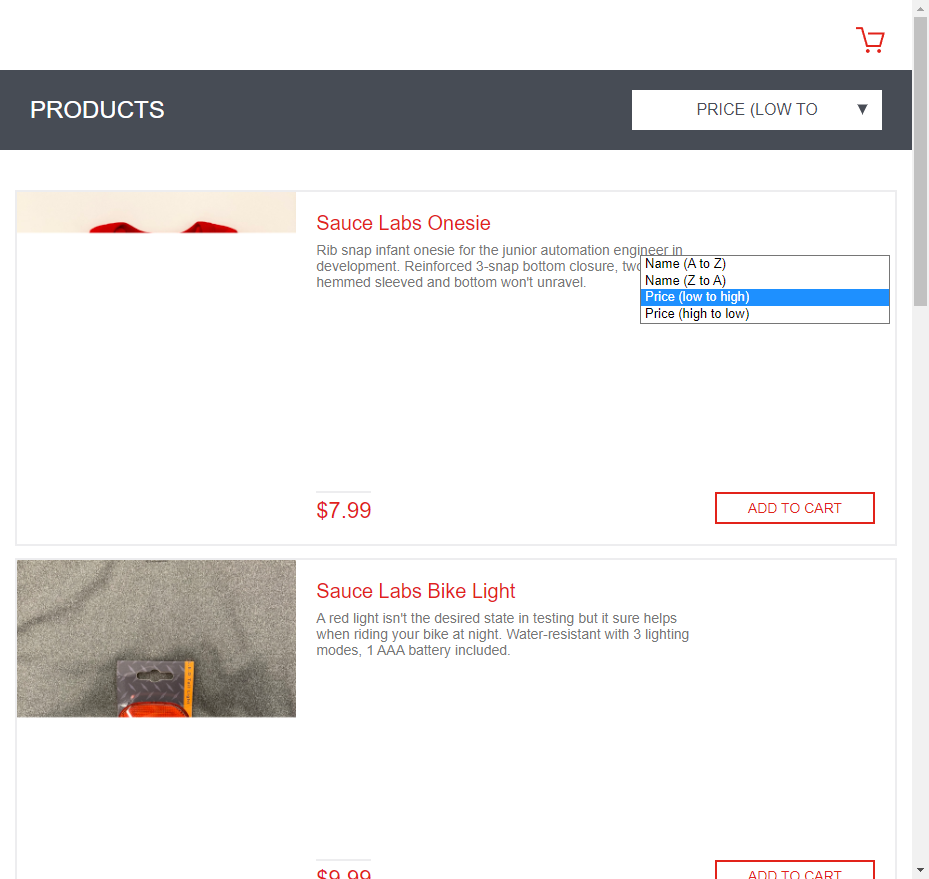 PRODUCTS
PRICE (LOW TO
▼
Sauce Labs Onesie
Rib snap infant onesie for the junior automation engineer in
development. Reinforced 3-snap bottom closure, two
hemmed sleeved and bottom won't unravel.
Name (A to Z)
Name (Z to A)
Price (low to high)
Price (high to low)
$7.99
ADD TO CART
Sauce Labs Bike Light
A red light isn't the desired state in testing but it sure helps
when riding your bike at night. Water-resistant with 3 lighting
modes, 1 AAA battery included.
$9.99
ADD TO CART